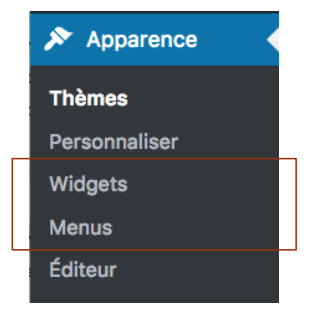 Apparence
Thèmes
Personnaliser
Widgets
Menus
Éditeur